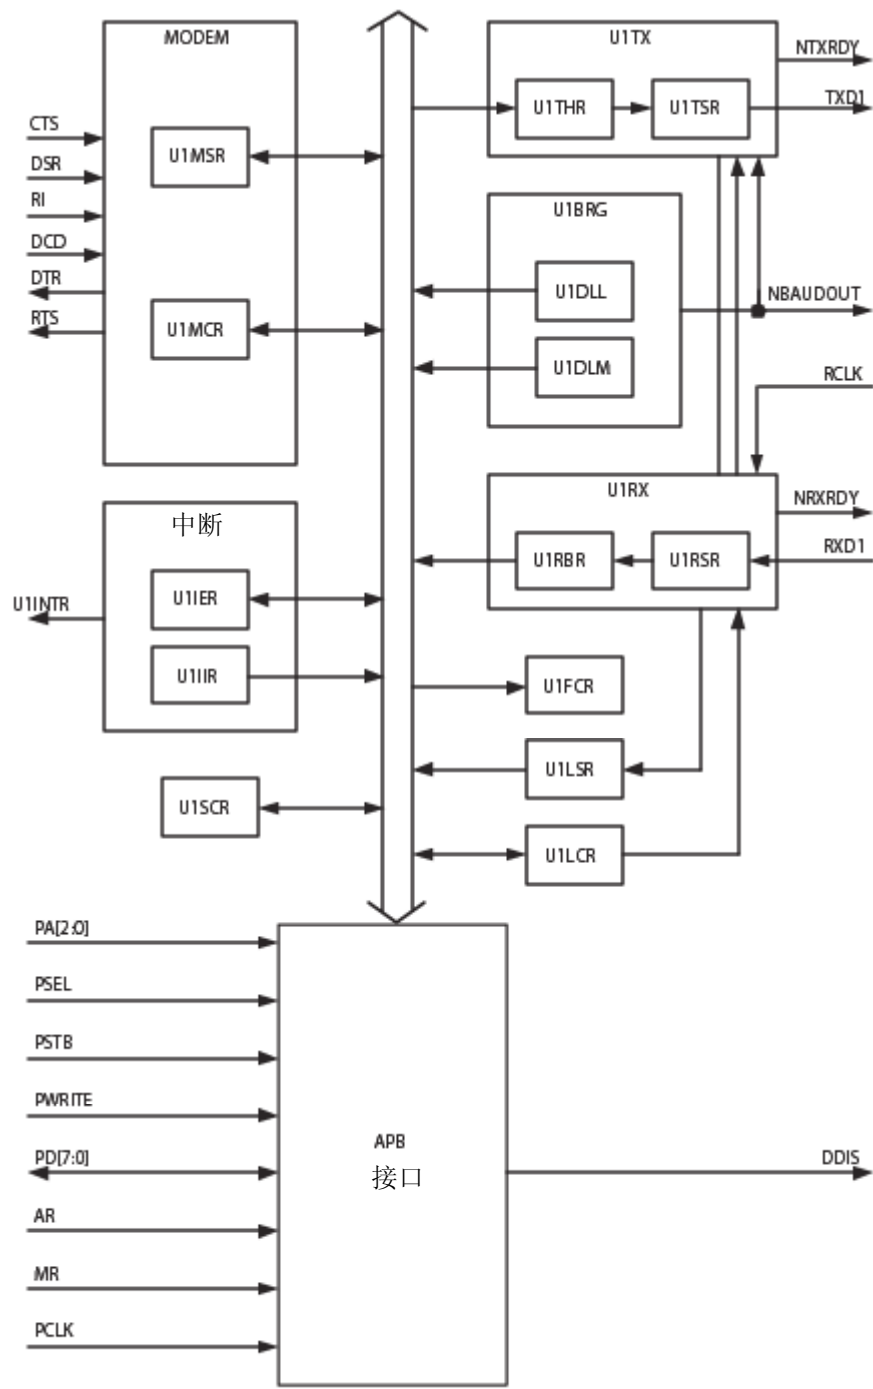 MODEM
CTS
DSR
RI
DCD
DTR
RTS
U1MSR
U1MCR
U1TX
U1THR
U1TSR
NTXRDY
TXD1
U1BRG
U1DLL
U1DLM
NBAUDOUT
RCLK
U1RX
U1RBR
U1RSR
NRXRDY
RXD1
中断
U1INTR
U1IER
U1IIR
U1FCR
U1LSR
U1SCR
U1LCR
PA[2:0]
PSEL
PSTB
PWRITE
PD[7:0]
AR
MR
PCLK
APB
接口
DDIS